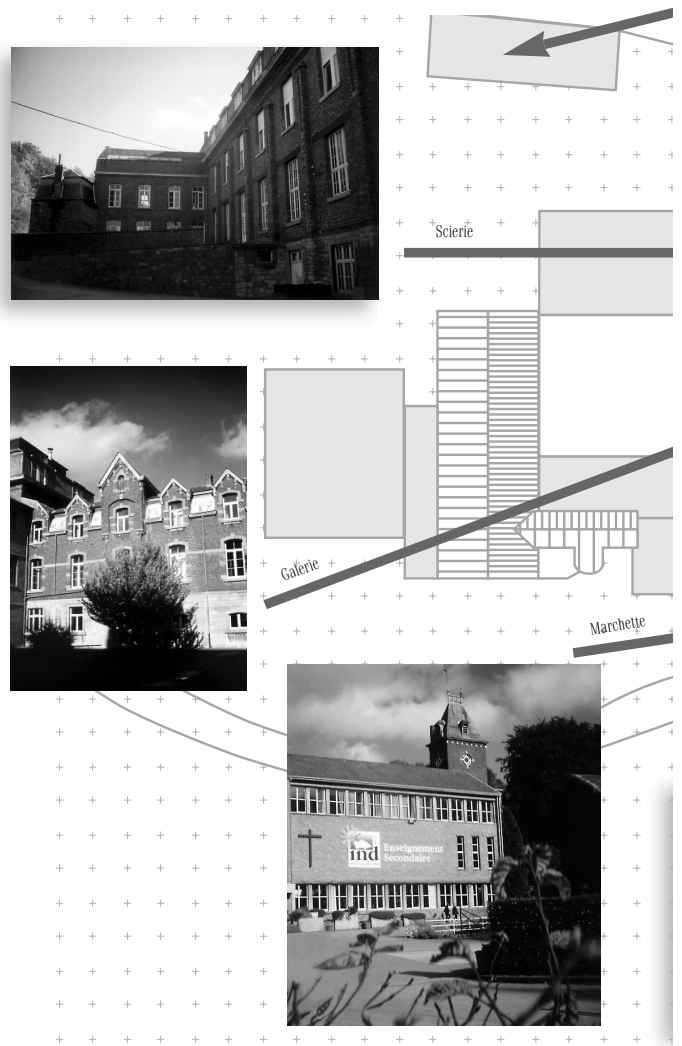 Scierie
Galerie
Marchette
ind
Enseignement
Secondaire